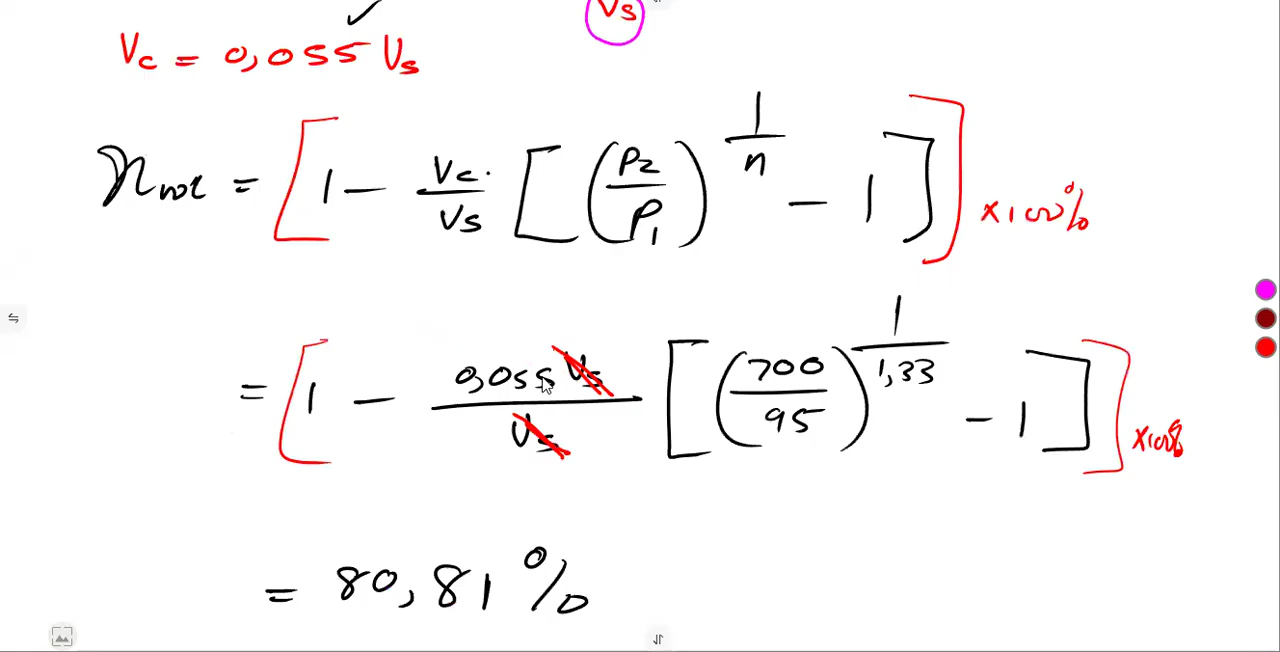 Vs
Vc = 0,055 Vs
ηvol = [1 - Vc/Vs [(P2/P1)^(1/n) - 1]] x100%
= [1 - 0,055 Vs/Vs [(700/95)^(1/1,33) - 1]] x100%
= 80,81 %